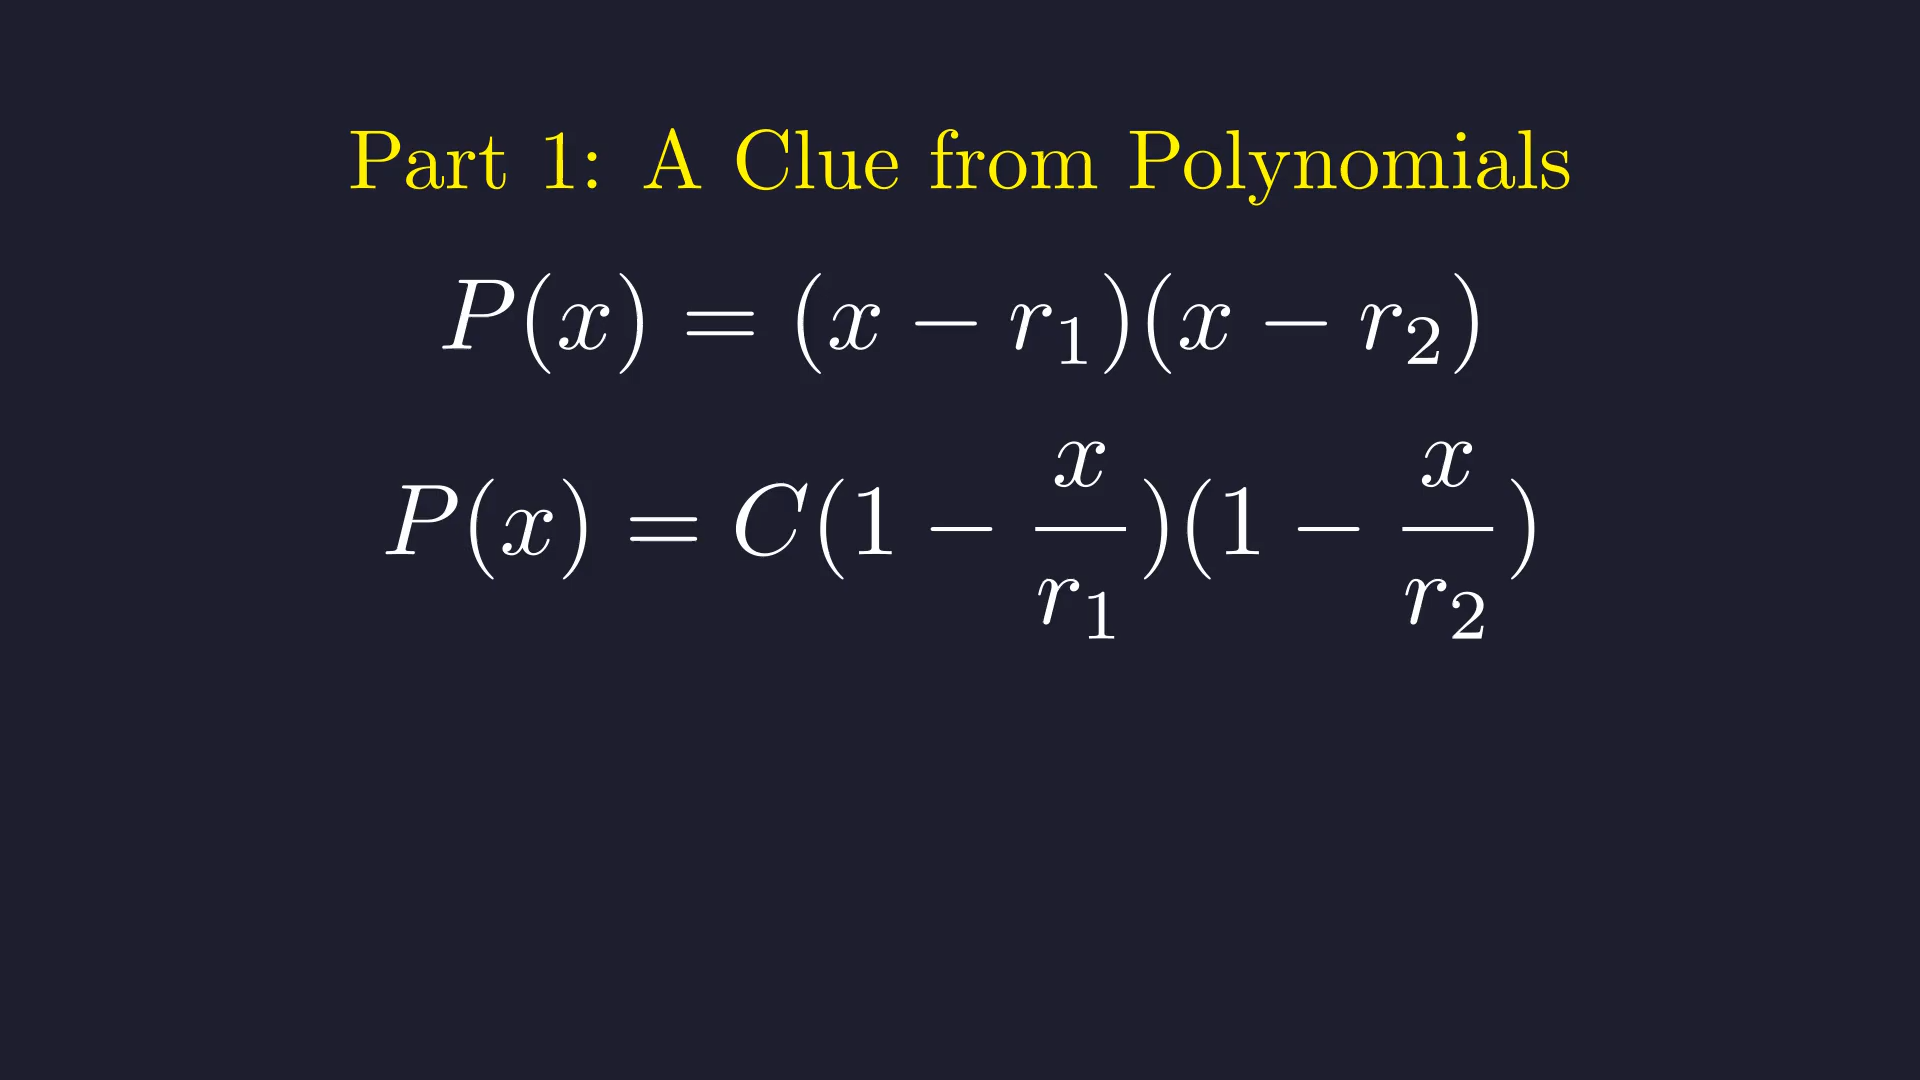 Part 1: A Clue from Polynomials
P(x) = (x − r₁)(x − r₂)
P(x) = C(1 − x/r₁)(1 − x/r₂)